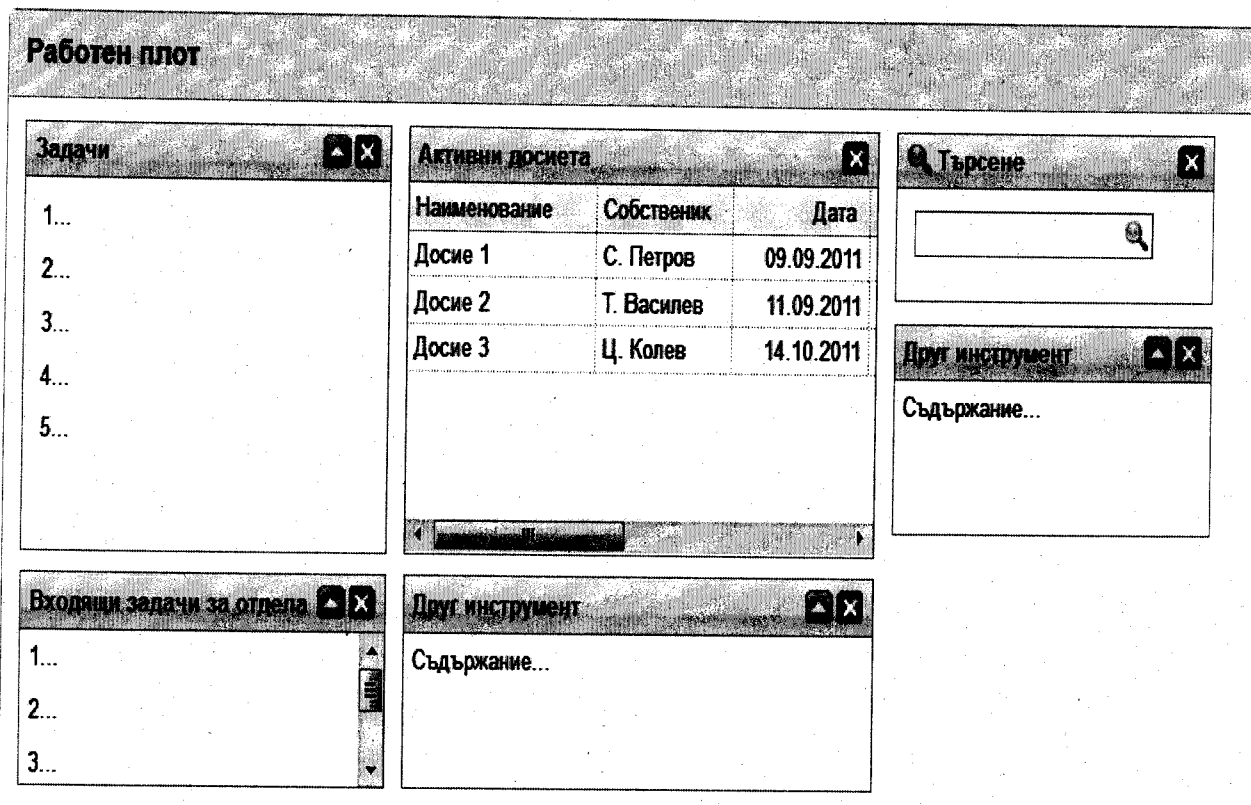 Работен плот
Задачи
1...
2...
3...
4...
5...
Активни досиета
Наименование Собственик Дата
Досие 1 С. Петров 09.09.2011
Досие 2 Т. Василев 11.09.2011
Досие 3 Ц. Колев 14.10.2011
Търсене
Друг инструмент
Съдържание...
Входящи задачи за отдела
1...
2...
3...
Друг инструмент
Съдържание...